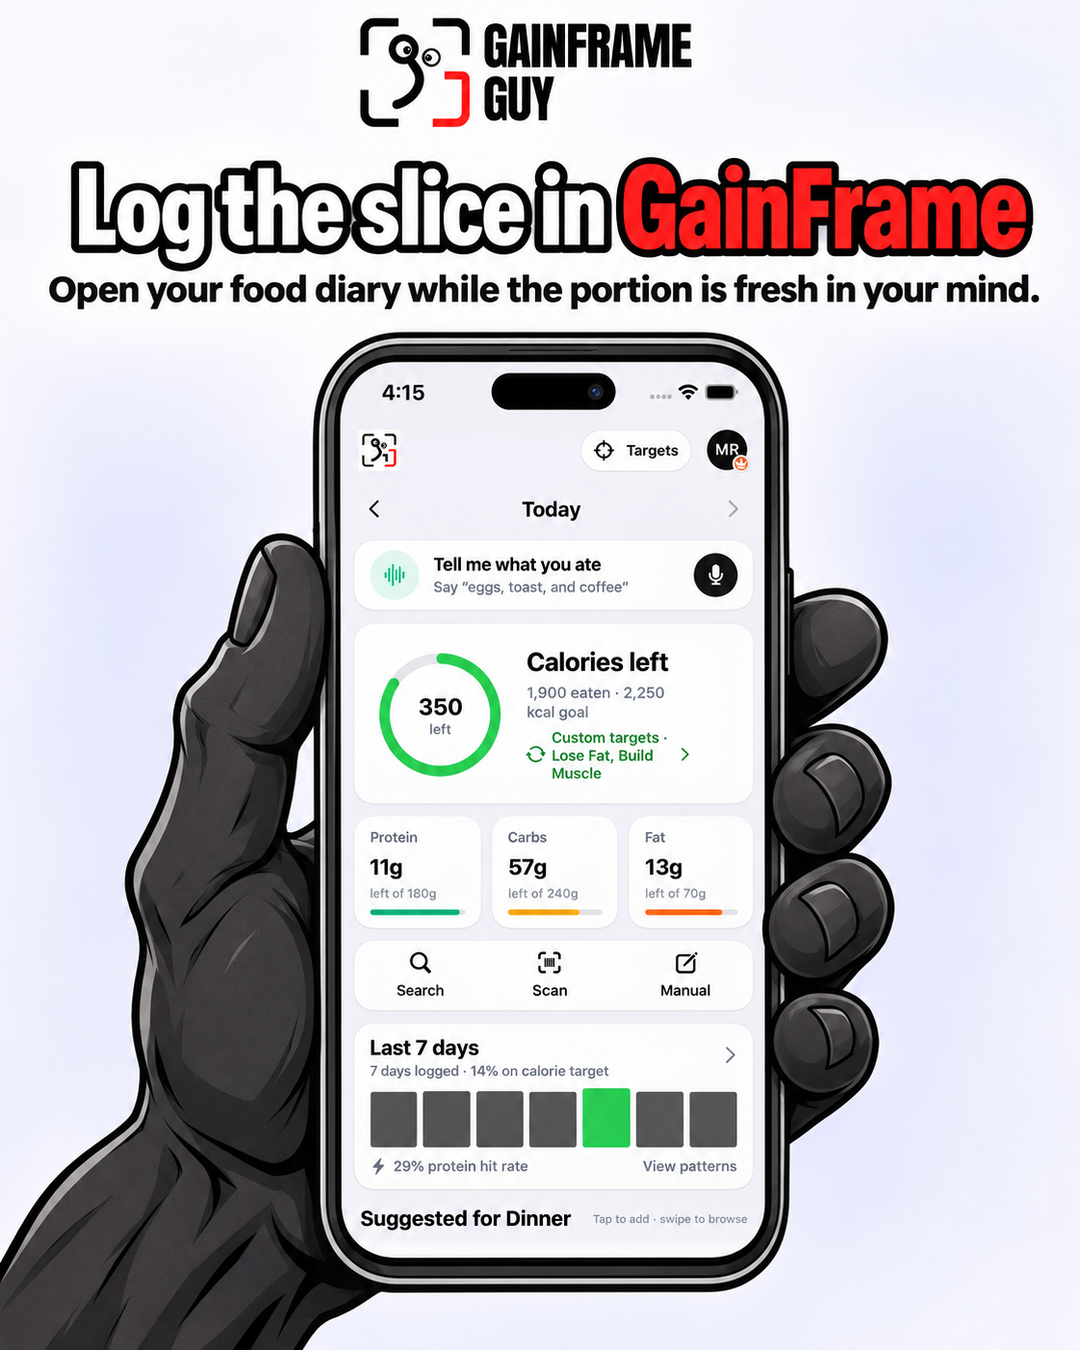 GAINFRAME
GUY
Log the slice in GainFrame
Open your food diary while the portion is fresh in your mind.
4:15
Targets
MR
Today
Tell me what you ate
Say “eggs, toast, and coffee”
350
left
Calories left
1,900 eaten · 2,250
kcal goal
Custom targets ·
Lose Fat, Build
Muscle
Protein
11g
left of 180g
Carbs
57g
left of 240g
Fat
13g
left of 70g
Search
Scan
Manual
Last 7 days
7 days logged · 14% on calorie target
29% protein hit rate
View patterns
Suggested for Dinner
Tap to add · swipe to browse